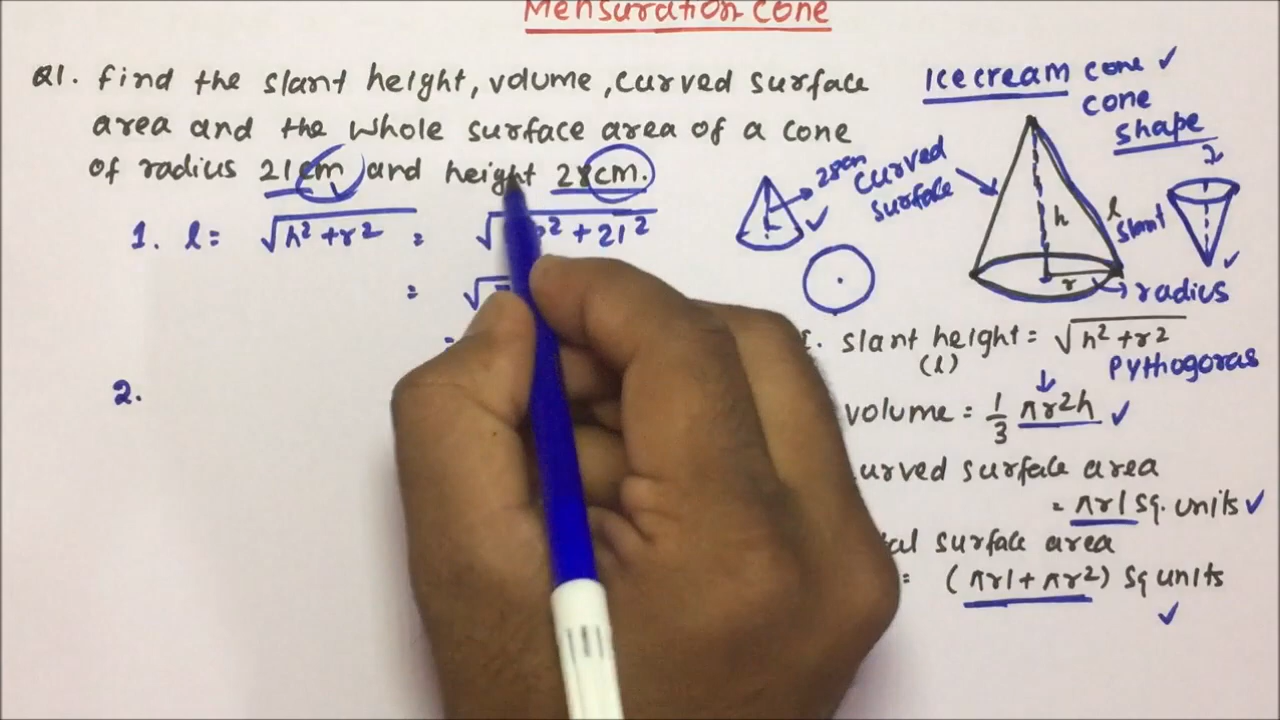 Mensuration Cone
Q1. Find the slant height, volume, curved surface
area and the whole surface area of a cone
of radius 21cm and height 28cm.
1. l = √h²+r² = √ ² + 21²
= √
=
2.
Icecream cone ✓
cone
shape
28cm
curved
surface
h
l
slant
r
radius
r
slant height = √h²+r²
(l)
Pythogoras
volume = 1/3 πr2h ✓
urved surface area
= πrl sq. units ✓
al surface area
= (πrl + πr2) sq units
✓